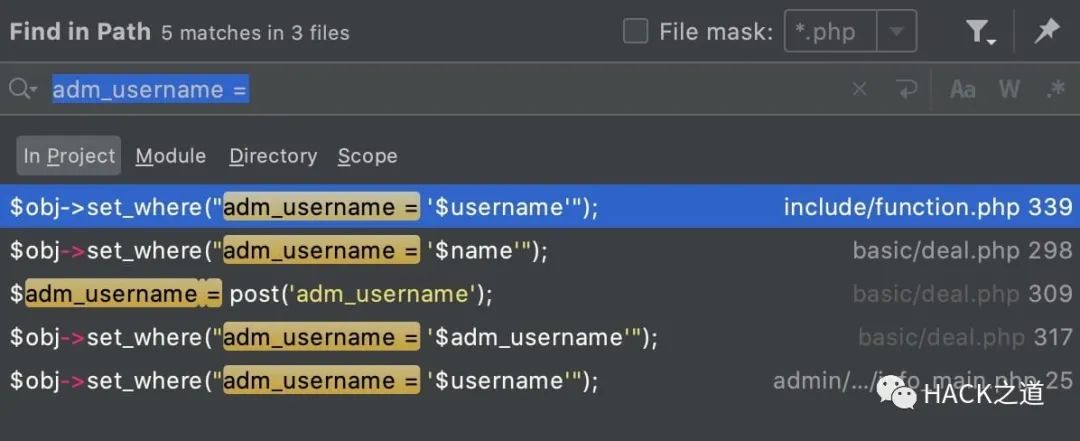 Find in Path 5 matches in 3 files File mask: *.php
adm_username = Aa W .*
In Project Module Directory Scope
$obj->set_where("adm_username = '$username'"); include/function.php 339
$obj->set_where("adm_username = '$name'"); basic/deal.php 298
$adm_username = post('adm_username'); basic/deal.php 309
$obj->set_where("adm_username = '$adm_username'"); basic/deal.php 317
$obj->set_where("adm_username = '$username'"); admin/.../info_main.php 25
HACK之道